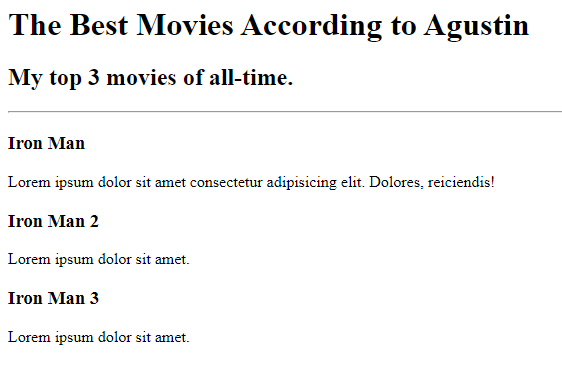 The Best Movies According to Agustin
My top 3 movies of all-time.
Iron Man
Lorem ipsum dolor sit amet consectetur adipisicing elit. Dolores, reiciendis!
Iron Man 2
Lorem ipsum dolor sit amet.
Iron Man 3
Lorem ipsum dolor sit amet.